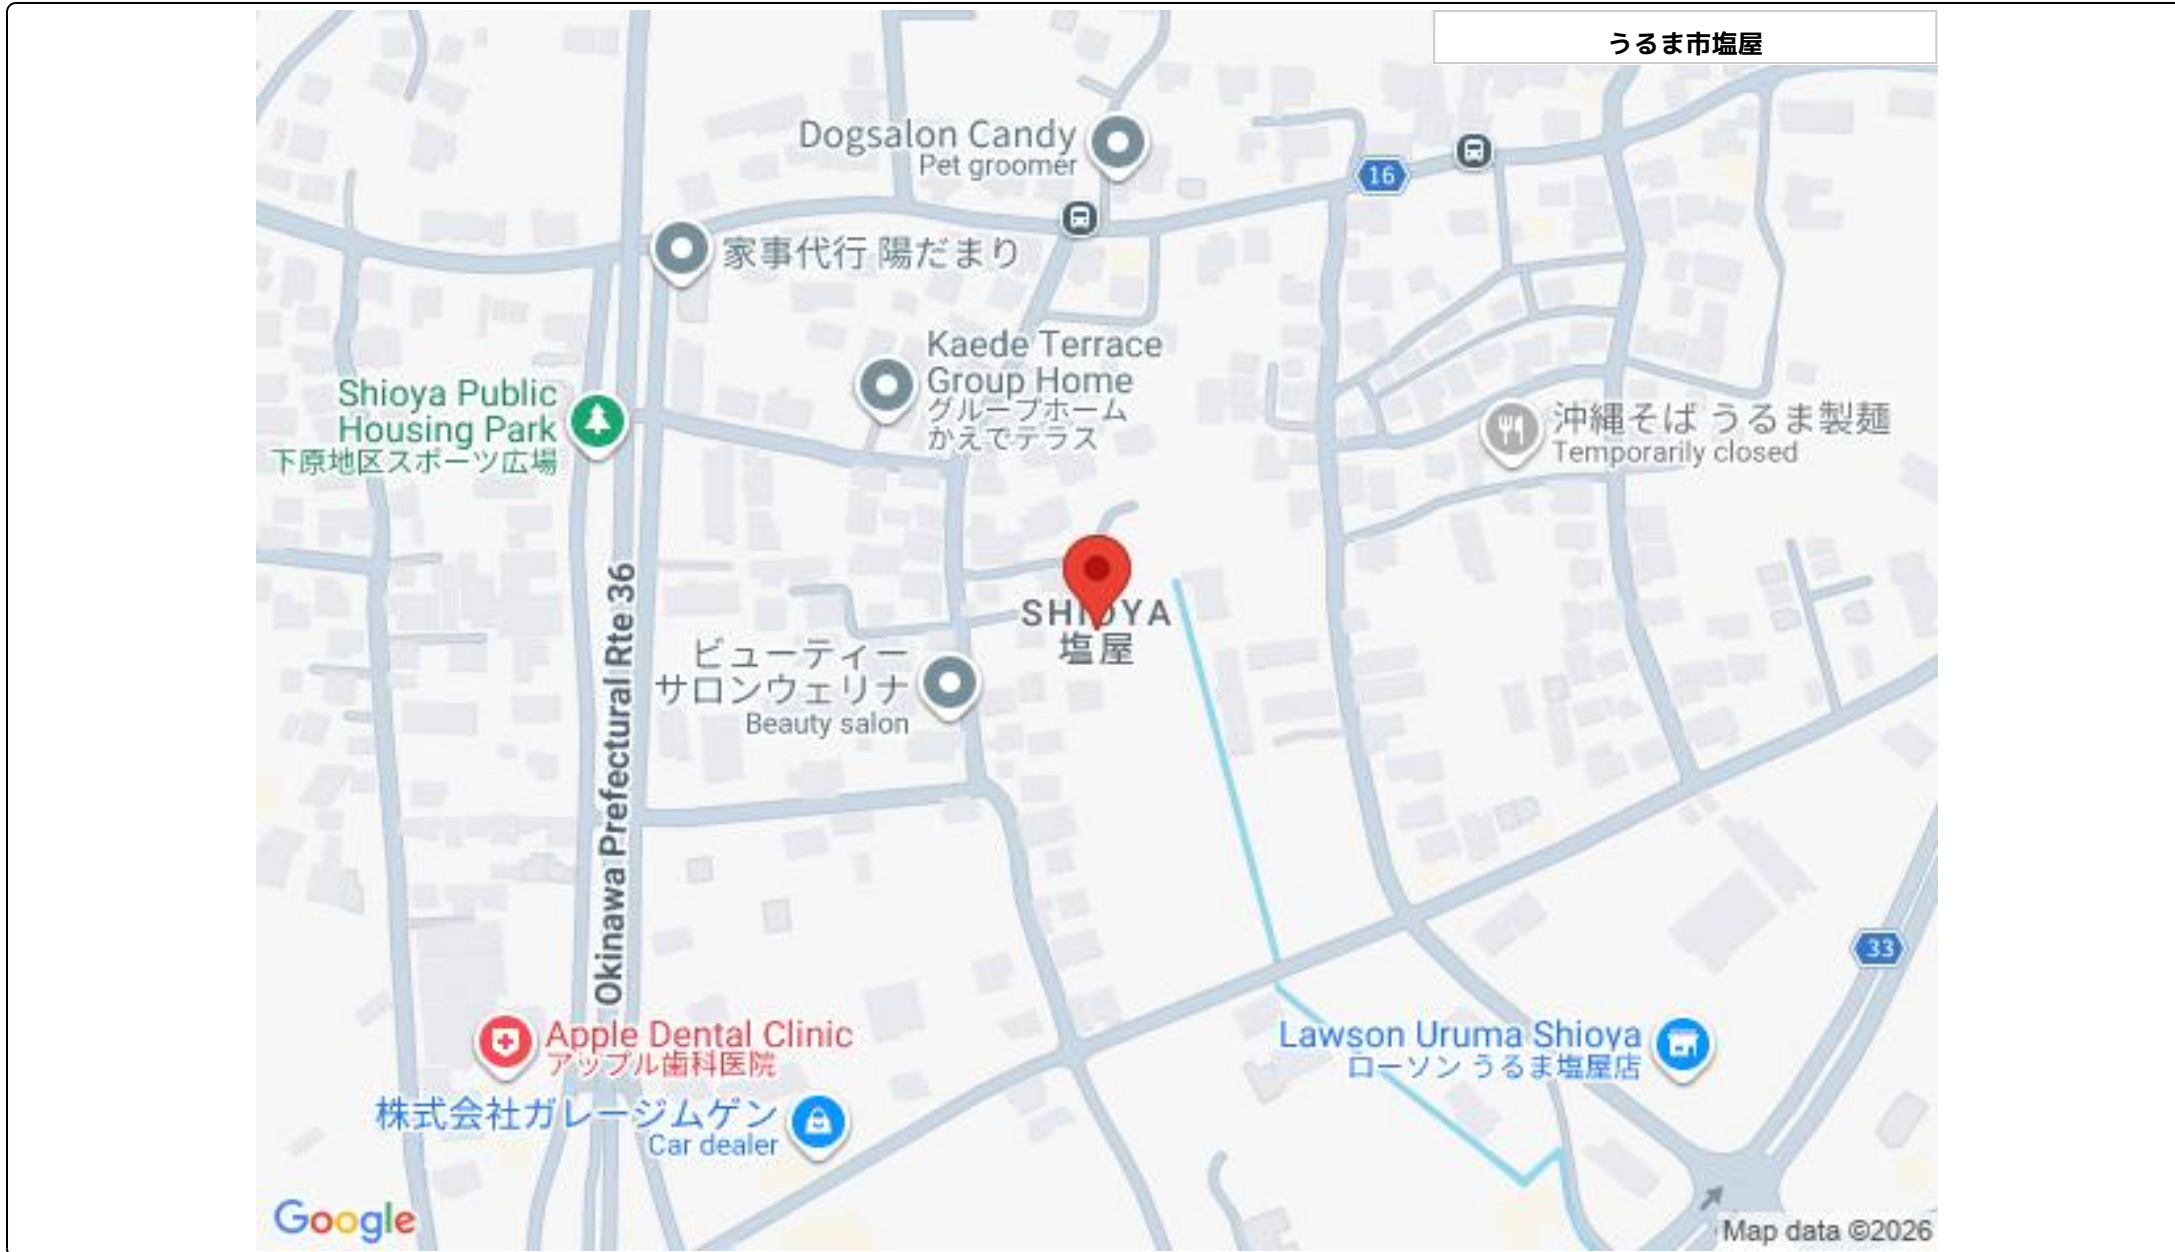 うるま市塩屋
Dogsalon Candy
Pet groomer
16
家事代行 陽だまり
Kaede Terrace
Group Home
グループホーム
かえでテラス
Shioya Public
Housing Park
下原地区スポーツ広場
沖縄そば うるま製麺
Temporarily closed
Okinawa Prefectural Rte 36
SHIOYA
塩屋
ビューティー
サロンウェリナ
Beauty salon
33
Apple Dental Clinic
アップル歯科医院
Lawson Uruma Shioya
ローソン うるま塩屋店
株式会社ガレージムゲン
Car dealer
Google
Map data ©2026